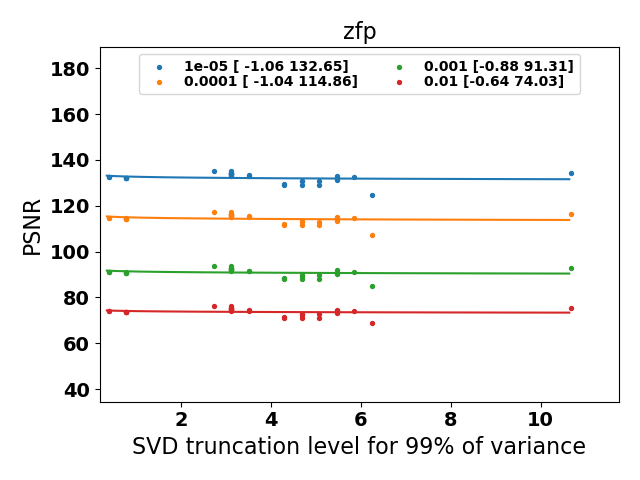 zfp
1e-05 [ -1.06 132.65]
0.0001 [ -1.04 114.86]
0.001 [-0.88 91.31]
0.01 [-0.64 74.03]
PSNR
180
160
140
120
100
80
60
40
2 4 6 8 10
SVD truncation level for 99% of variance